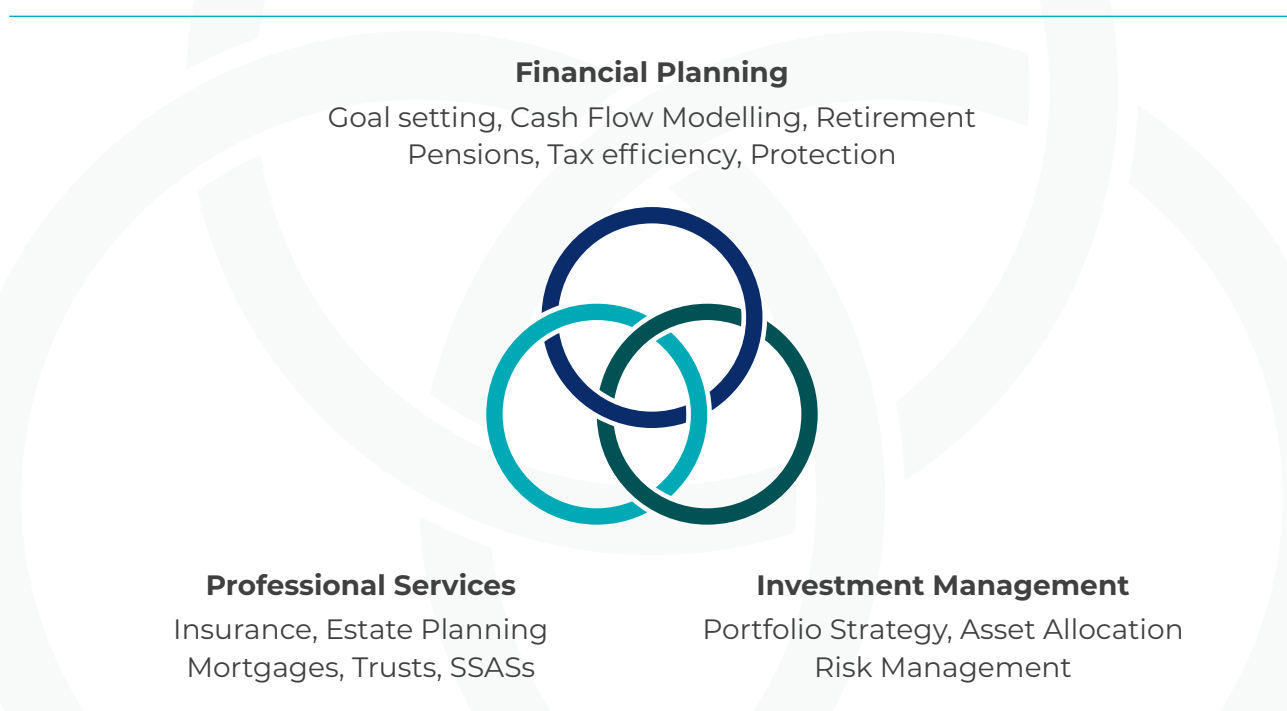 Financial Planning
Goal setting, Cash Flow Modelling, Retirement
Pensions, Tax efficiency, Protection
Professional Services
Insurance, Estate Planning
Mortgages, Trusts, SSASs
Investment Management
Portfolio Strategy, Asset Allocation
Risk Management